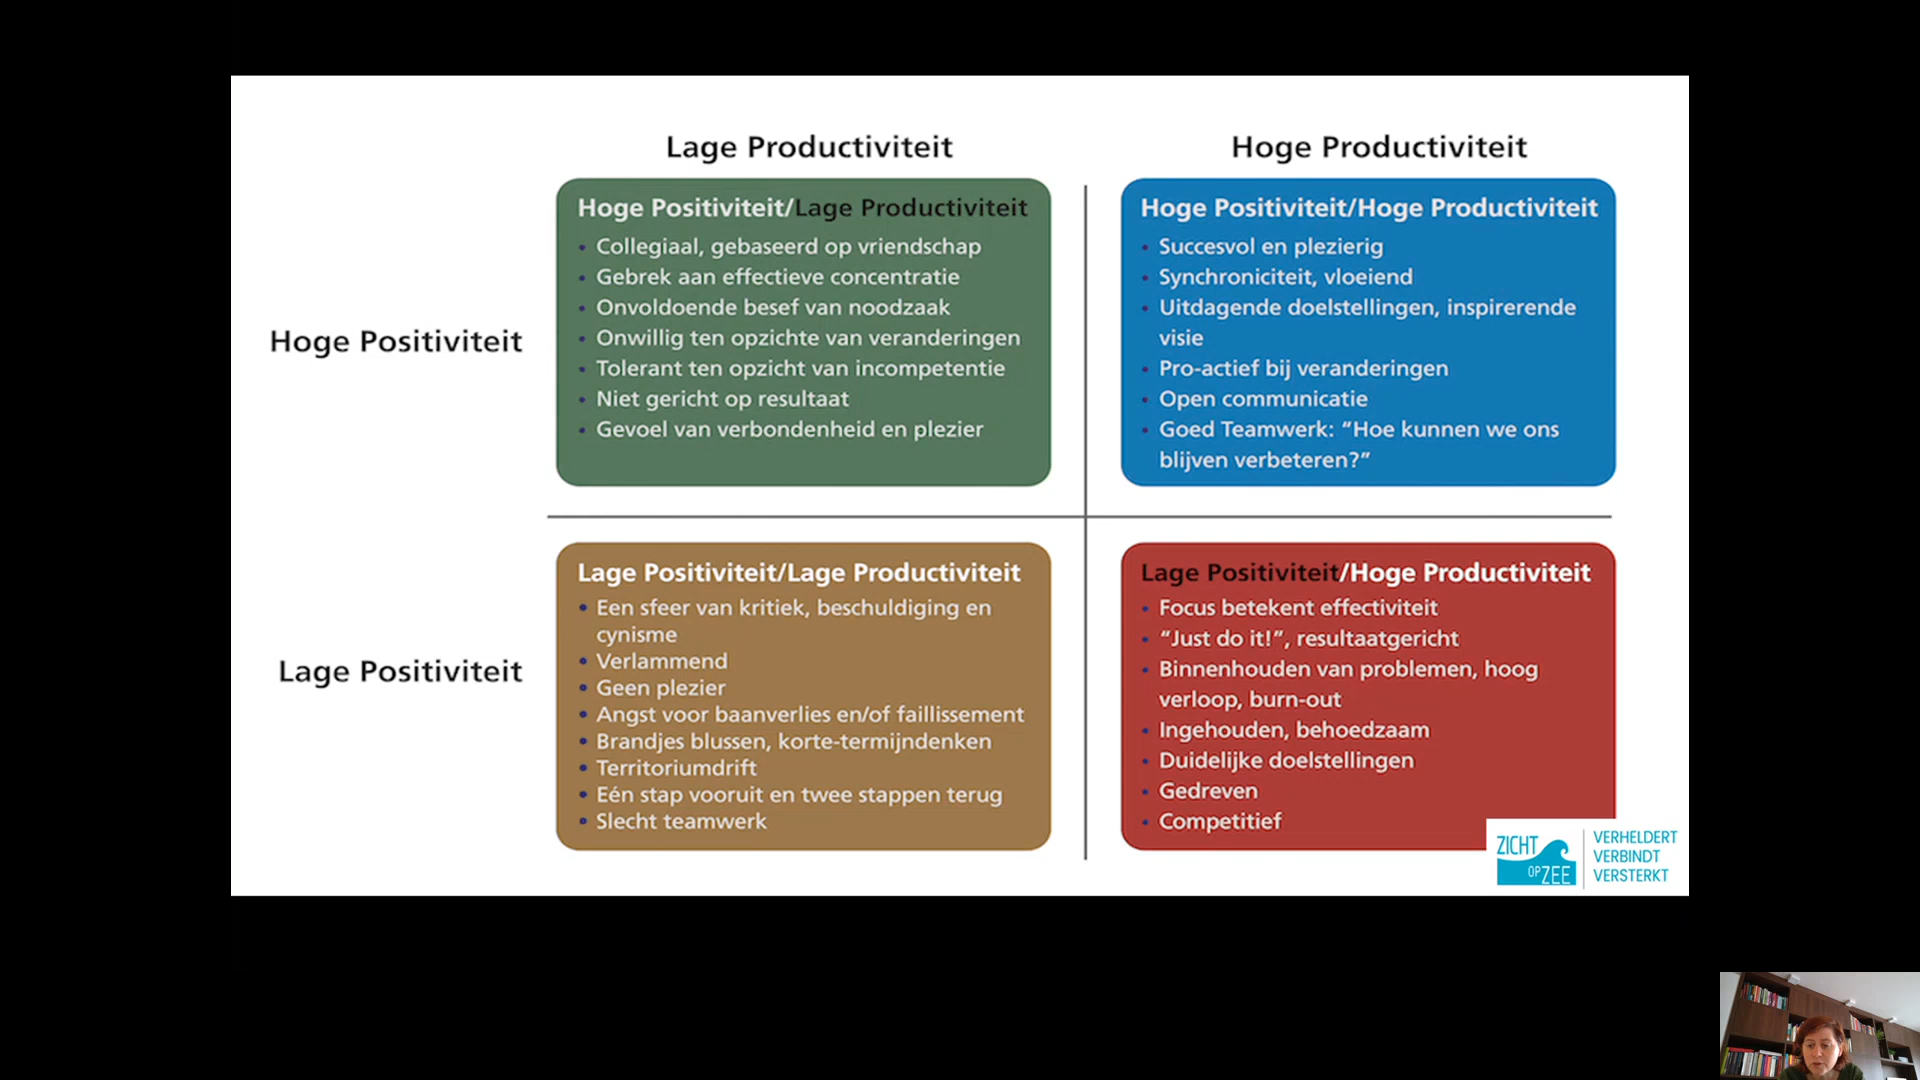 Lage Productiviteit
Hoge Productiviteit
Hoge Positiviteit
Hoge Positiviteit/Lage Productiviteit
• Collegiaal, gebaseerd op vriendschap
• Gebrek aan effectieve concentratie
• Onvoldoende besef van noodzaak
• Onwillig ten opzichte van veranderingen
• Tolerant ten opzicht van incompetentie
• Niet gericht op resultaat
• Gevoel van verbondenheid en plezier
Hoge Positiviteit/Hoge Productiviteit
• Succesvol en plezierig
• Synchroniciteit, vloeiend
• Uitdagende doelstellingen, inspirerende
visie
• Pro-actief bij veranderingen
• Open communicatie
• Goed Teamwerk: “Hoe kunnen we ons
blijven verbeteren?”
Lage Positiviteit
Lage Positiviteit/Lage Productiviteit
• Een sfeer van kritiek, beschuldiging en
cynisme
• Verlammend
• Geen plezier
• Angst voor baanverlies en/of faillissement
• Brandjes blussen, korte-termijndenken
• Territoriumdrift
• Eén stap vooruit en twee stappen terug
• Slecht teamwerk
Lage Positiviteit/Hoge Productiviteit
• Focus betekent effectiviteit
• “Just do it!”, resultaatgericht
• Binnenhouden van problemen, hoog
verloop, burn-out
• Ingehouden, behoedzaam
• Duidelijke doelstellingen
• Gedreven
• Competitief
ZICHT
OP ZEE
VERHELDERT
VERBINDT
VERSTERKT